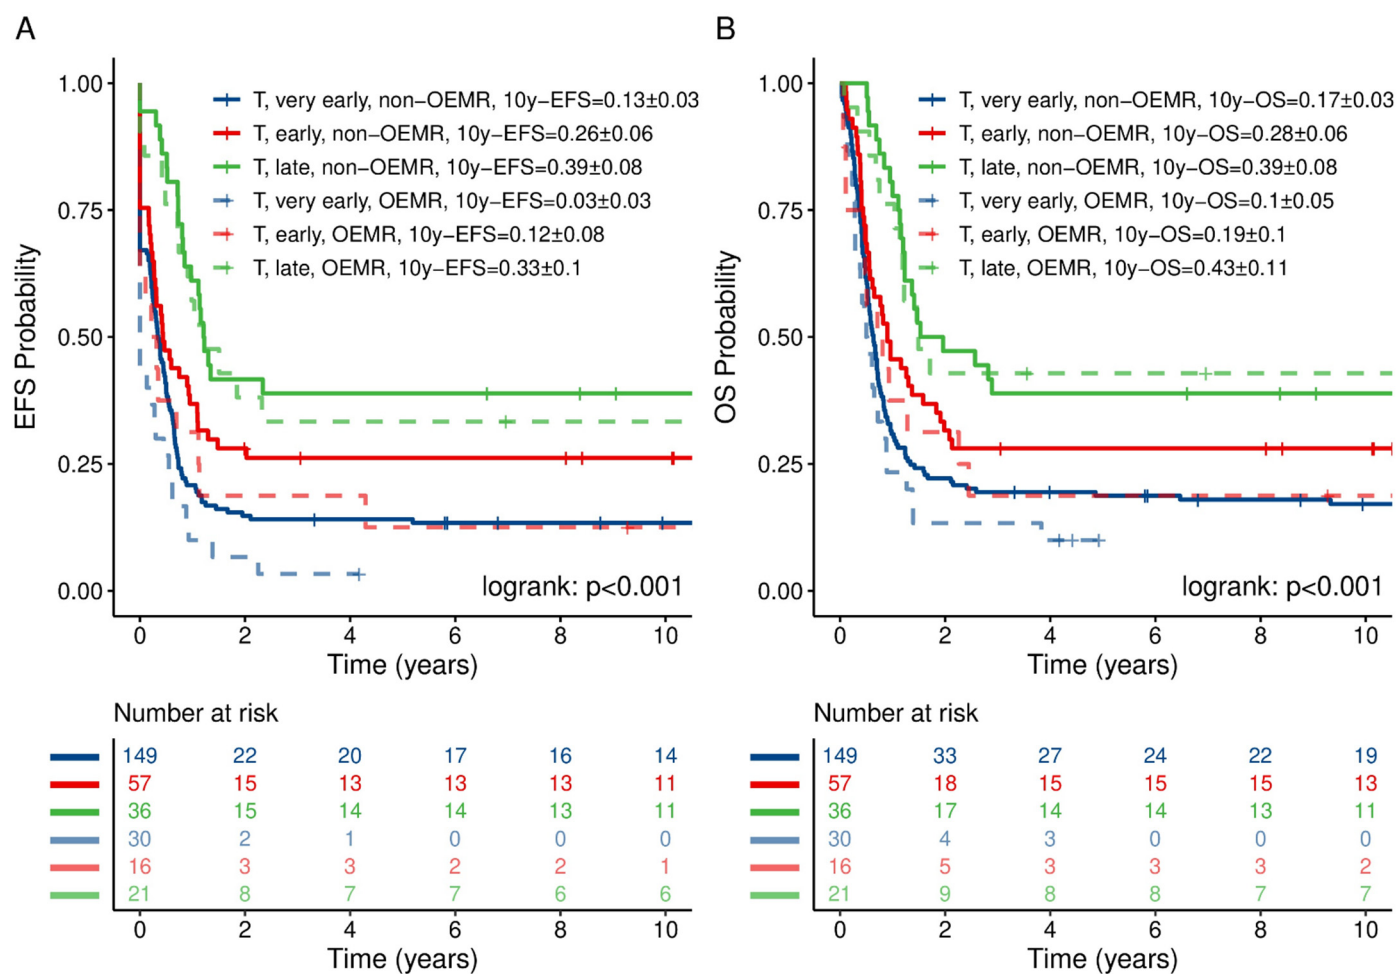 A
EFS Probability
1.00
0.75
0.50
0.25
0.00
T, very early, non−OEMR, 10y−EFS=0.13±0.03
T, early, non−OEMR, 10y−EFS=0.26±0.06
T, late, non−OEMR, 10y−EFS=0.39±0.08
T, very early, OEMR, 10y−EFS=0.03±0.03
T, early, OEMR, 10y−EFS=0.12±0.08
T, late, OEMR, 10y−EFS=0.33±0.1
logrank: p<0.001
0 2 4 6 8 10
Time (years)
Number at risk
149 22 20 17 16 14
57 15 13 13 13 11
36 15 14 14 13 11
30 2 1 0 0 0
16 3 3 2 2 1
21 8 7 7 6 6
0 2 4 6 8 10
Time (years)
B
OS Probability
1.00
0.75
0.50
0.25
0.00
T, very early, non−OEMR, 10y−OS=0.17±0.03
T, early, non−OEMR, 10y−OS=0.28±0.06
T, late, non−OEMR, 10y−OS=0.39±0.08
T, very early, OEMR, 10y−OS=0.1±0.05
T, early, OEMR, 10y−OS=0.19±0.1
T, late, OEMR, 10y−OS=0.43±0.11
logrank: p<0.001
0 2 4 6 8 10
Time (years)
Number at risk
149 33 27 24 22 19
57 18 15 15 15 13
36 17 14 14 13 11
30 4 3 0 0 0
16 5 3 3 3 2
21 9 8 8 7 7
0 2 4 6 8 10
Time (years)